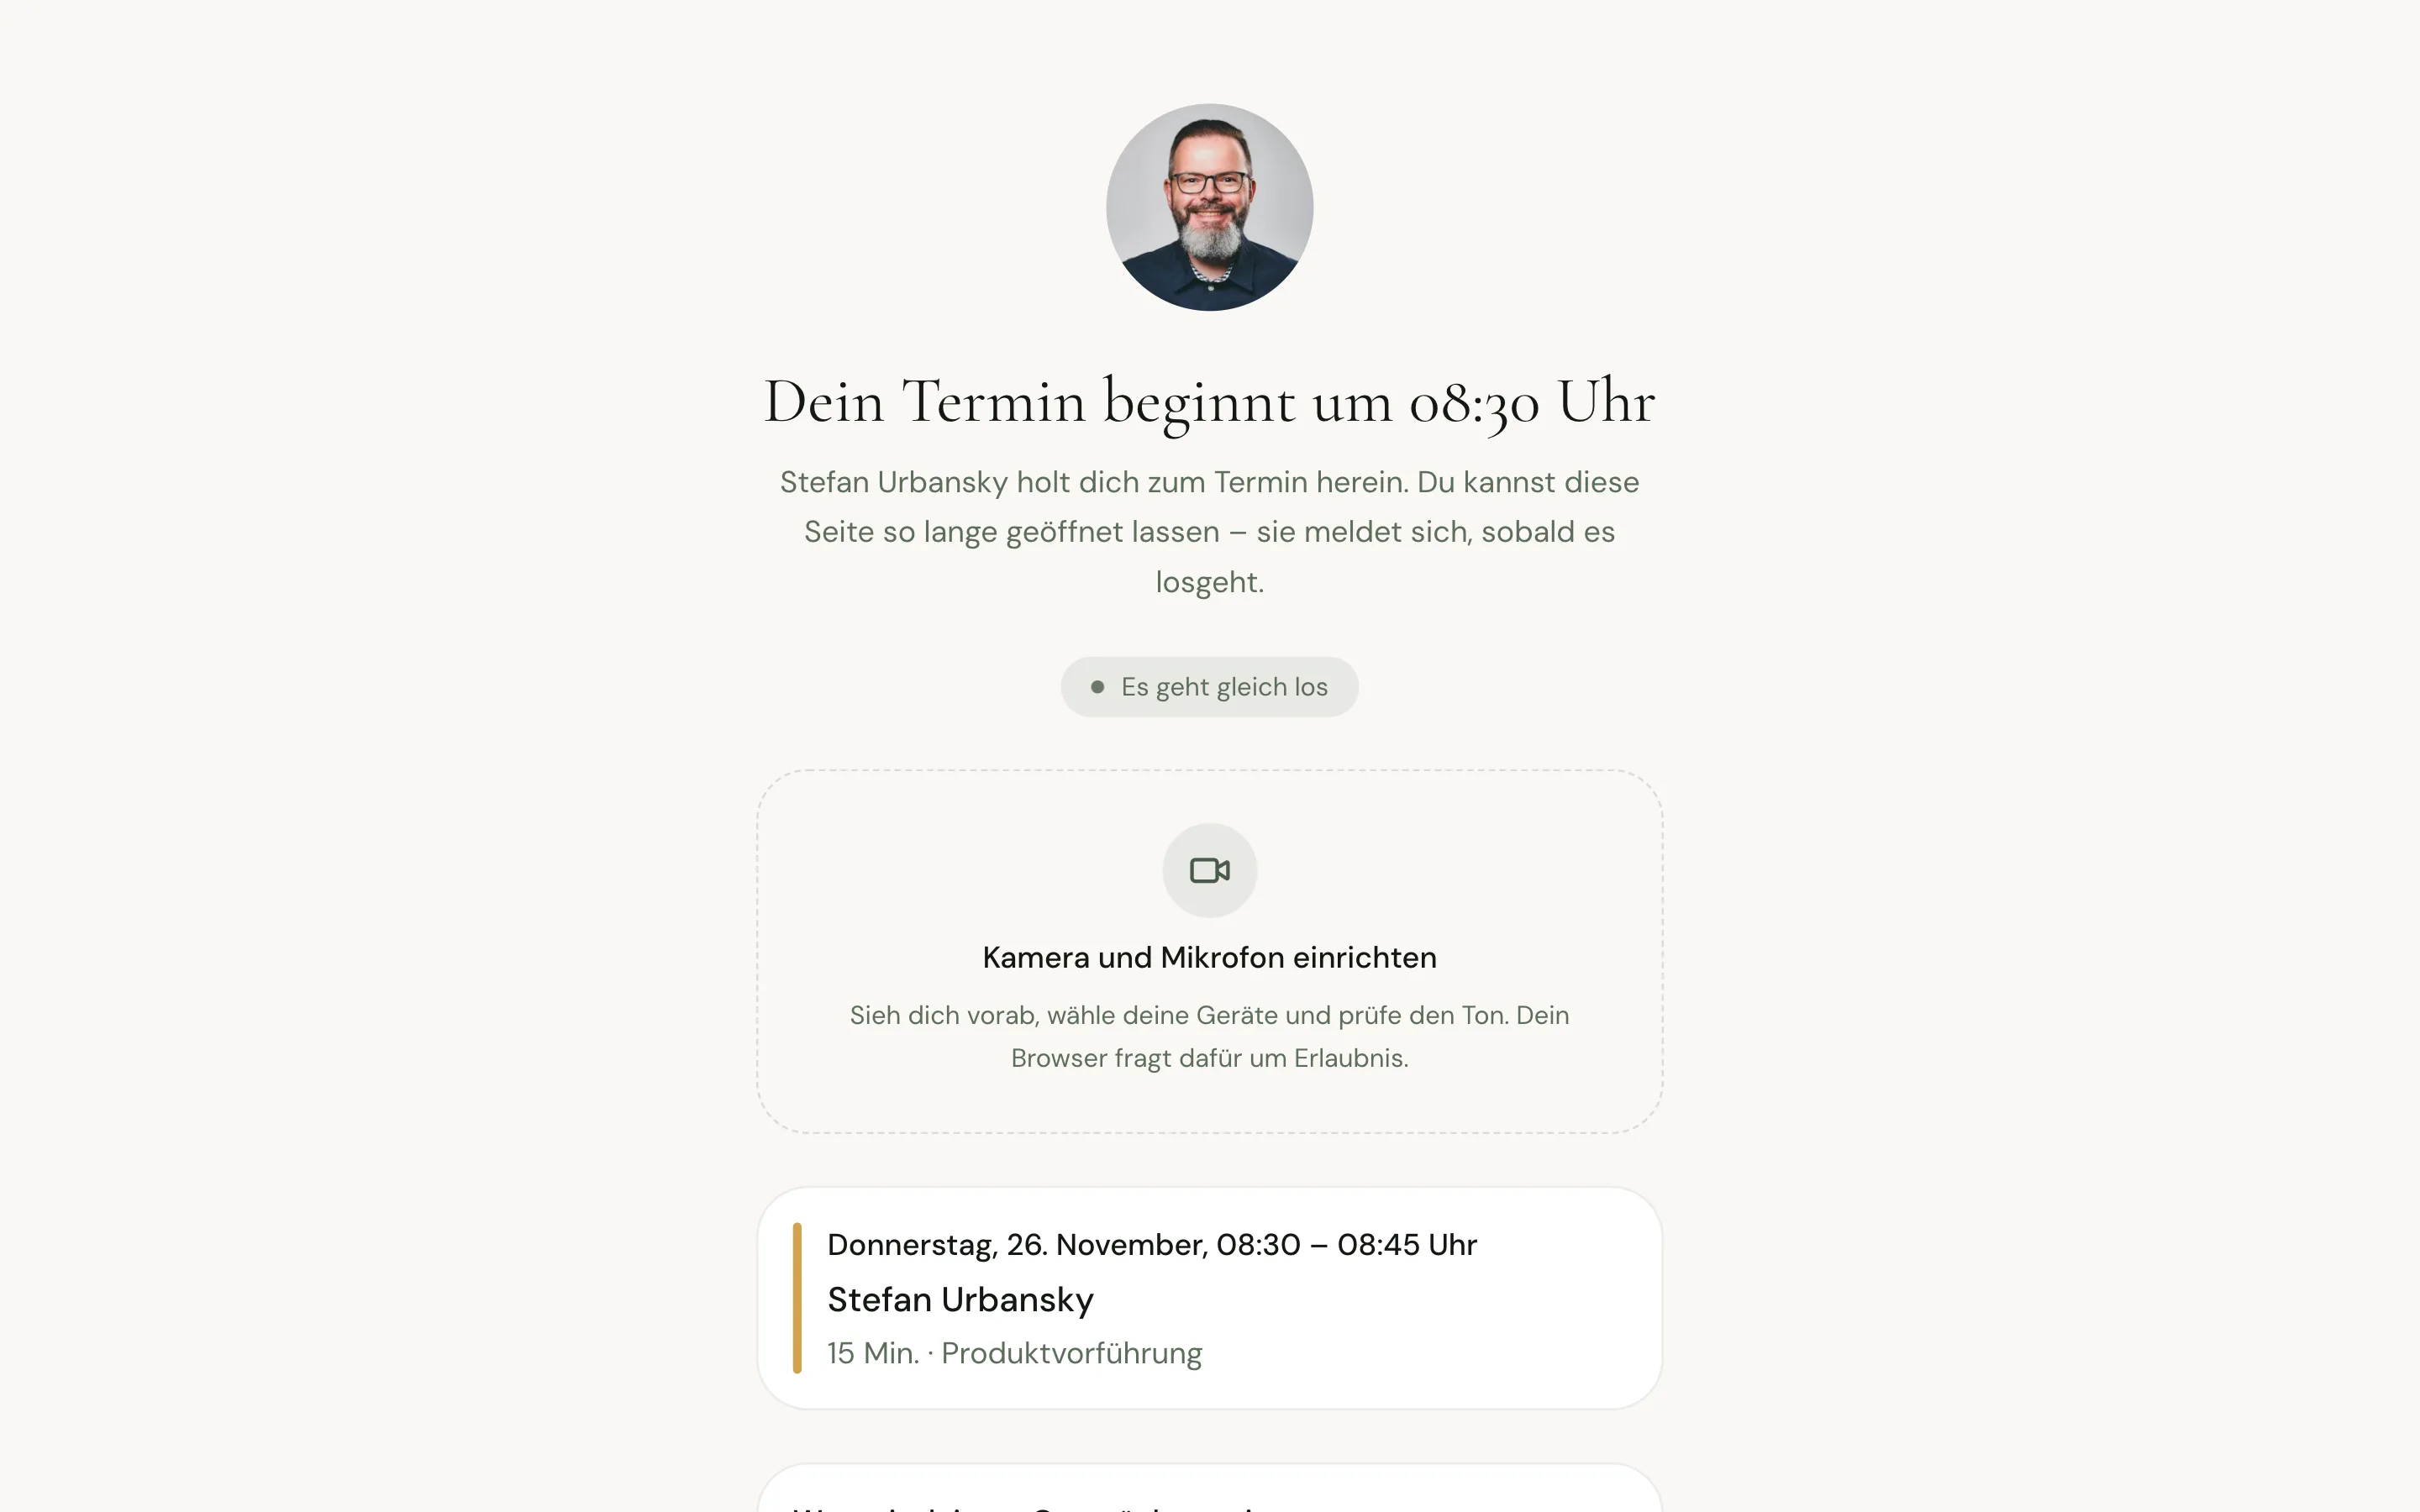 Dein Termin beginnt um 08:30 Uhr
Stefan Urbansky holt dich zum Termin herein. Du kannst diese
Seite so lange geöffnet lassen – sie meldet sich, sobald es
losgeht.
Es geht gleich los
Kamera und Mikrofon einrichten
Sieh dich vorab, wähle deine Geräte und prüfe den Ton. Dein
Browser fragt dafür um Erlaubnis.
Donnerstag, 26. November, 08:30 – 08:45 Uhr
Stefan Urbansky
15 Min. · Produktvorführung